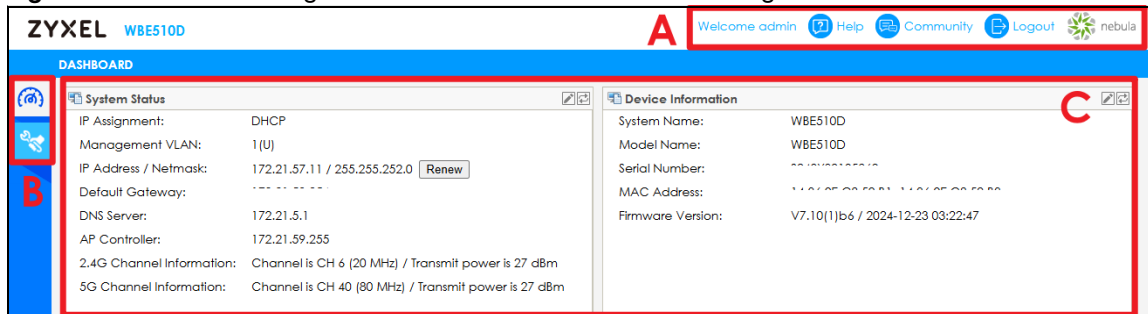 ZYXEL WBE510D
A
Welcome admin Help Community Logout nebula
DASHBOARD
B
C
System Status
IP Assignment: DHCP
Management VLAN: 1(U)
IP Address / Netmask: 172.21.57.11 / 255.255.252.0 Renew
Default Gateway:
DNS Server: 172.21.5.1
AP Controller: 172.21.59.255
2.4G Channel Information: Channel is CH 6 (20 MHz) / Transmit power is 27 dBm
5G Channel Information: Channel is CH 40 (80 MHz) / Transmit power is 27 dBm
Device Information
System Name: WBE510D
Model Name: WBE510D
Serial Number:
MAC Address:
Firmware Version: V7.10(1)b6 / 2024-12-23 03:22:47